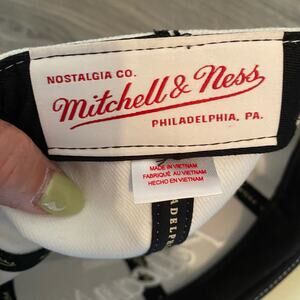 NOSTALGIA CO.
Mitchell & Ness
PHILADELPHIA, PA.
MADE IN VIETNAM
FABRIQUÉ AU VIETNAM
HECHO EN VIETNAM